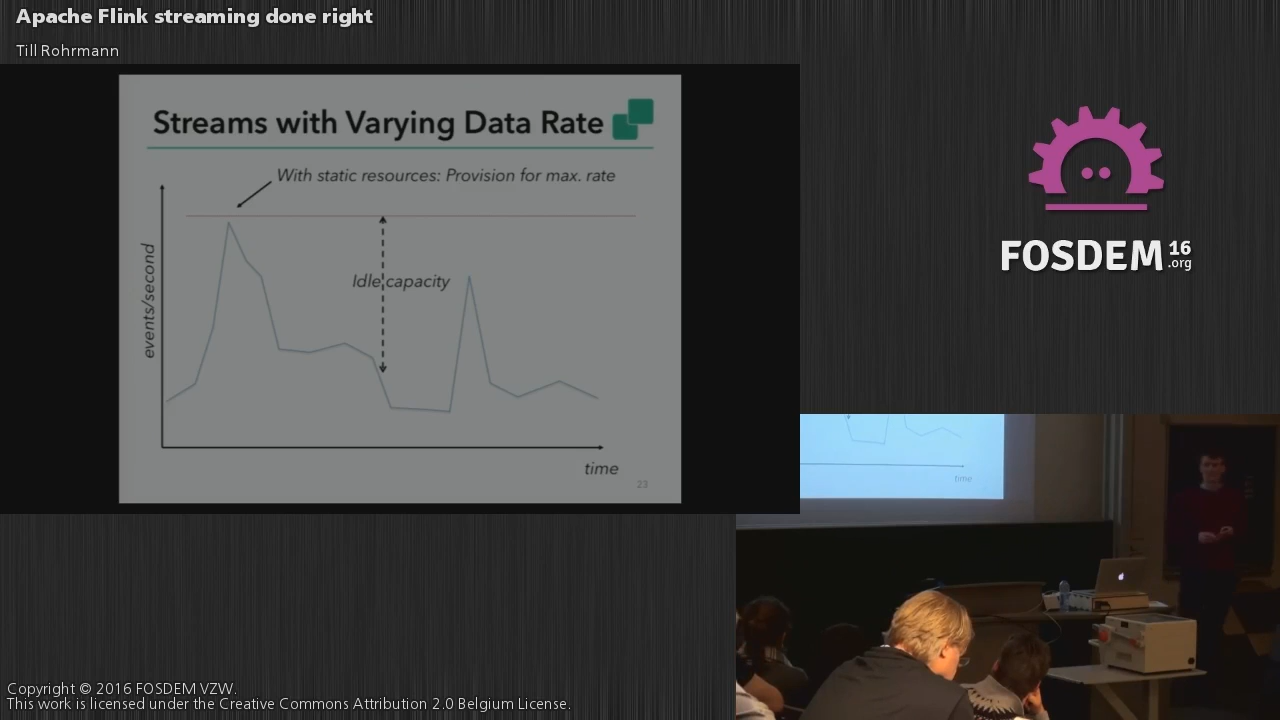 Apache Flink streaming done right
Till Rohrmann
Streams with Varying Data Rate
With static resources: Provision for max. rate
events/second
Idle capacity
time
23
FOSDEM 16
.org
time
Copyright © 2016 FOSDEM VZW.
This work is licensed under the Creative Commons Attribution 2.0 Belgium License.